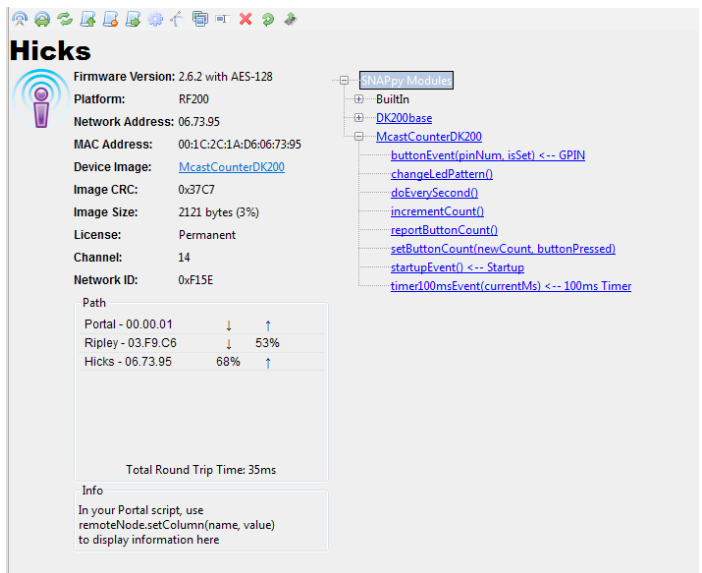 Hicks
Firmware Version: 2.6.2 with AES-128
Platform: RF200
Network Address: 06.73.95
MAC Address: 00:1C:2C:1A:D6:06:73:95
Device Image: McastCounterDK200
Image CRC: 0x37C7
Image Size: 2121 bytes (3%)
License: Permanent
Channel: 14
Network ID: 0xF15E
Path
Portal - 00.00.01 ↓ ↑
Ripley - 03.F9.C6 ↓ 53%
Hicks - 06.73.95 68% ↑
Total Round Trip Time: 35ms
Info
In your Portal script, use
remoteNode.setColumn(name, value)
to display information here
SNAPpy Modules
BuiltIn
DK200base
McastCounterDK200
buttonEvent(pinNum, isSet) <-- GPIN
changeLedPattern()
doEverySecond()
incrementCount()
reportButtonCount()
setButtonCount(newCount, buttonPressed)
startupEvent() <-- Startup
timer100msEvent(currentMs) <-- 100ms Timer